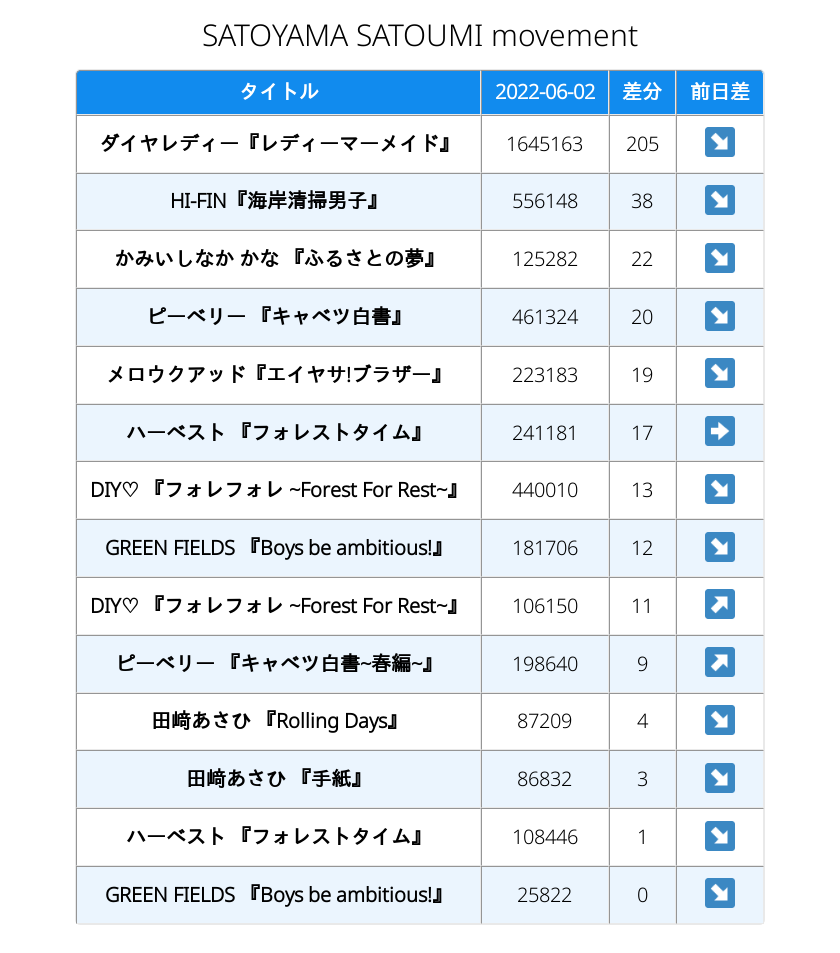 SATOYAMA SATOUMI movement
タイトル 2022-06-02 差分 前日差
ダイヤレディー『レディーマーメイド』 1645163 205 ↘
HI-FIN『海岸清掃男子』 556148 38 ↘
かみいしなか かな 『ふるさとの夢』 125282 22 ↘
ピーベリー 『キャベツ白書』 461324 20 ↘
メロウクアッド『エイヤサ!ブラザー』 223183 19 ↘
ハーベスト 『フォレストタイム』 241181 17 ➡
DIY♡ 『フォレフォレ ~Forest For Rest~』 440010 13 ↘
GREEN FIELDS 『Boys be ambitious!』 181706 12 ↘
DIY♡ 『フォレフォレ ~Forest For Rest~』 106150 11 ↗
ピーベリー 『キャベツ白書~春編~』 198640 9 ↗
田﨑あさひ 『Rolling Days』 87209 4 ↘
田﨑あさひ 『手紙』 86832 3 ↘
ハーベスト 『フォレストタイム』 108446 1 ↘
GREEN FIELDS 『Boys be ambitious!』 25822 0 ↘